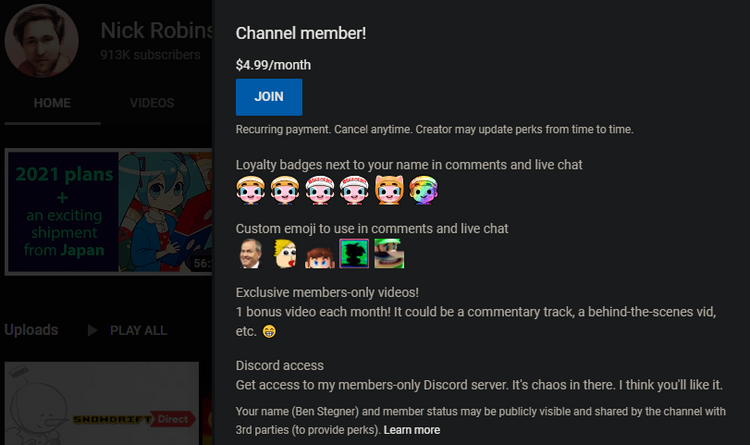 Nick Robins
913K subscribers
HOME
VIDEOS
2021 plans
+
an exciting
shipment
from Japan
56:
Uploads
PLAY ALL
SNOWDRIFT Direct
Channel member!
$4.99/month
JOIN
Recurring payment. Cancel anytime. Creator may update perks from time to time.
Loyalty badges next to your name in comments and live chat
Custom emoji to use in comments and live chat
Exclusive members-only videos!
1 bonus video each month! It could be a commentary track, a behind-the-scenes vid,
etc. 😁
Discord access
Get access to my members-only Discord server. It's chaos in there. I think you'll like it.
Your name (Ben Stegner) and member status may be publicly visible and shared by the channel with
3rd parties (to provide perks). Learn more